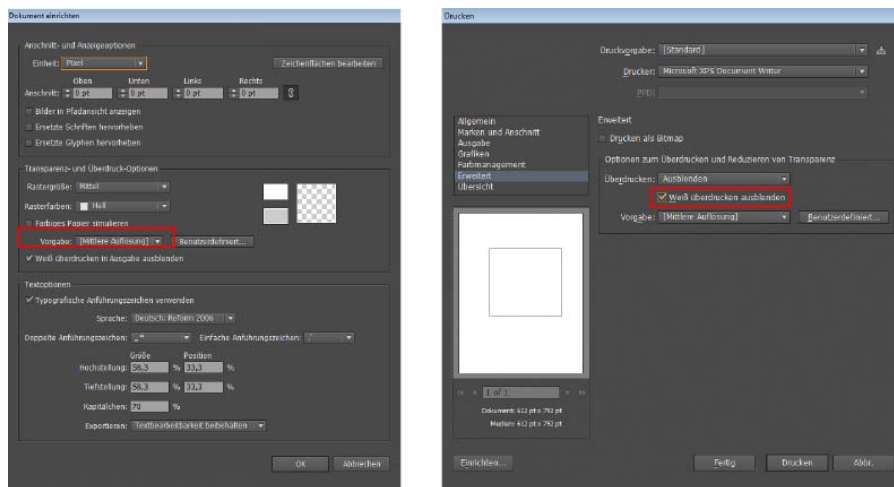 Dokument einrichten
Anschnitt- und Anzeigeoptionen
Einheit: Pixel
Zeichenflächen bearbeiten
Oben Unten Links Rechts
Anschnitt: 0 pt 0 pt 0 pt 0 pt
Bilder in Pfadansicht anzeigen
Ersetzte Schriften hervorheben
Ersetzte Glyphen hervorheben
Transparenz- und Überdruck-Optionen
Rastergröße: Mittel
Rasterfarben: Hell
Farbiges Papier simulieren
Vorgabe: [Mittlere Auflösung] Benutzerdefiniert...
Weiß überdrucken in Ausgabe ausblenden
Textoptionen
Typografische Anführungszeichen verwenden
Sprache: Deutsch: Reform 2006
Doppelte Anführungszeichen: „“ Einfache Anführungszeichen:
Größe Position
Hochstellung: 58,3 % 33,3 %
Tiefstellung: 58,3 % 33,3 %
Kapitälchen: 70 %
Exportieren: Textbearbeitbarkeit beibehalten
OK Abbrechen
Drucken
Druckvorgabe: [Standard]
Drucker: Microsoft XPS Document Writer
PPD:
Allgemein
Marken und Anschnitt
Ausgabe
Grafiken
Farbmanagement
Erweitert
Übersicht
Erweitert
Drucken als Bitmap
Optionen zum Überdrucken und Reduzieren von Transparenz
Überdrucken: Ausblenden
Weiß überdrucken ausblenden
Vorgabe: [Mittlere Auflösung] Benutzerdefiniert...
1 of 1
Dokument: 612 pt x 792 pt
Medien: 612 pt x 792 pt
Einrichten... Fertig Drucken Abbr.